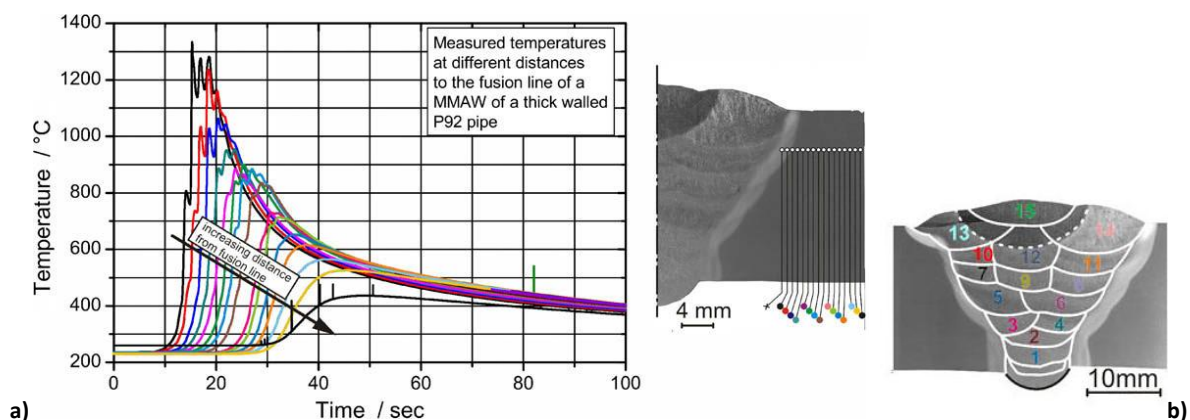 1400
1200
1000
800
600
400
200
0
20
40
60
80
100
Temperature / °C
Time / sec
Measured temperatures
at different distances
to the fusion line of a
MMAW of a thick walled
P92 pipe
increasing distance
from fusion line
a)
4 mm
15
13
14
10
12
11
7
9
5
6
3
4
2
1
10mm
b)